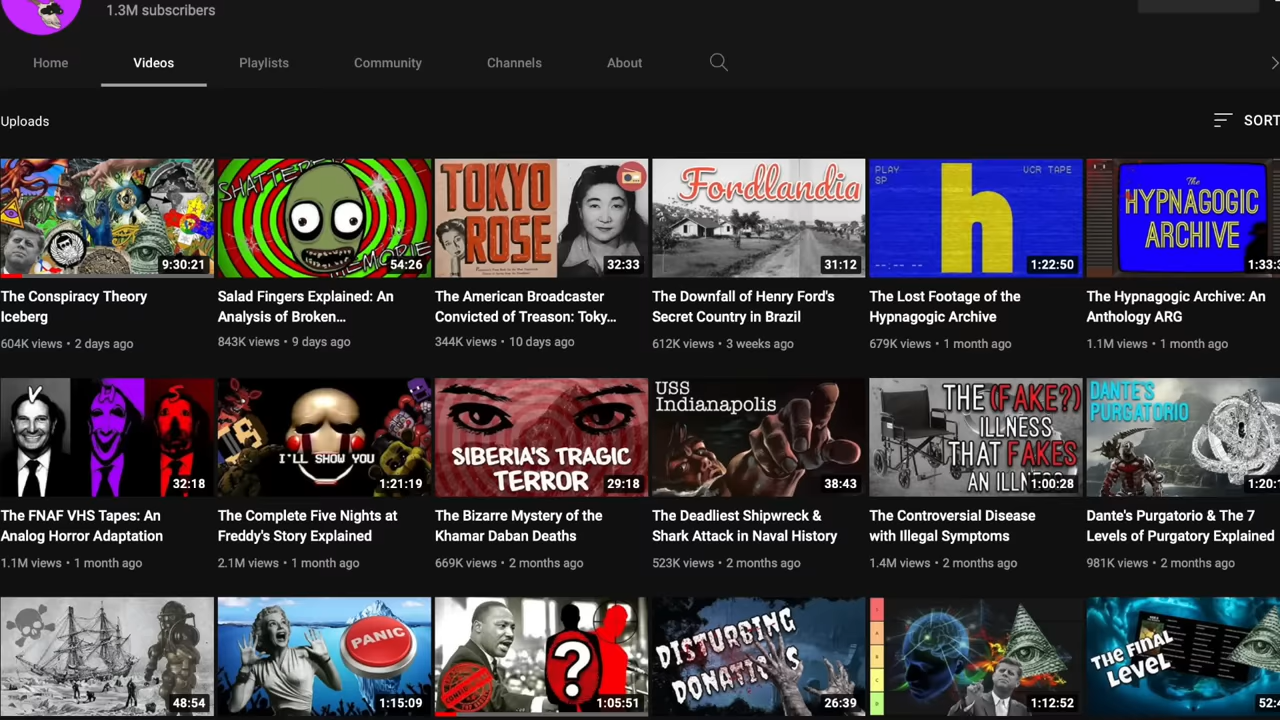 1.3M subscribers
Home
Videos
Playlists
Community
Channels
About
Uploads
SORT
9:30:21
SHATTERED
MEMORIE
54:26
TOKYO
ROSE
32:33
Fordlandia
31:12
PLAY
SP
VCR TAPE
h
--:--
1:22:50
The
HYPNAGOGIC
ARCHIVE
1:33:
The Conspiracy Theory
Iceberg
604K views • 2 days ago
Salad Fingers Explained: An
Analysis of Broken...
843K views • 9 days ago
The American Broadcaster
Convicted of Treason: Toky...
344K views • 10 days ago
The Downfall of Henry Ford's
Secret Country in Brazil
612K views • 3 weeks ago
The Lost Footage of the
Hypnagogic Archive
679K views • 1 month ago
The Hypnagogic Archive: An
Anthology ARG
1.1M views • 1 month ago
V
H
S
32:18
I'LL SHOW YOU
1:21:19
SIBERIA'S TRAGIC
TERROR
29:18
USS
Indianapolis
38:43
THE (FAKE?)
ILLNESS
THAT FAKES
AN ILLN
1:00:28
DANTE'S
PURGATORIO
1:20:
The FNAF VHS Tapes: An
Analog Horror Adaptation
1.1M views • 1 month ago
The Complete Five Nights at
Freddy's Story Explained
2.1M views • 1 month ago
The Bizarre Mystery of the
Khamar Daban Deaths
669K views • 2 months ago
The Deadliest Shipwreck &
Shark Attack in Naval History
523K views • 2 months ago
The Controversial Disease
with Illegal Symptoms
1.4M views • 2 months ago
Dante's Purgatorio & The 7
Levels of Purgatory Explained
981K views • 2 months ago
48:54
PANIC
1:15:09
?
1:05:51
DISTURBING
DONATIONS
26:39
1:12:52
THE FINAL
LEVEL
52: